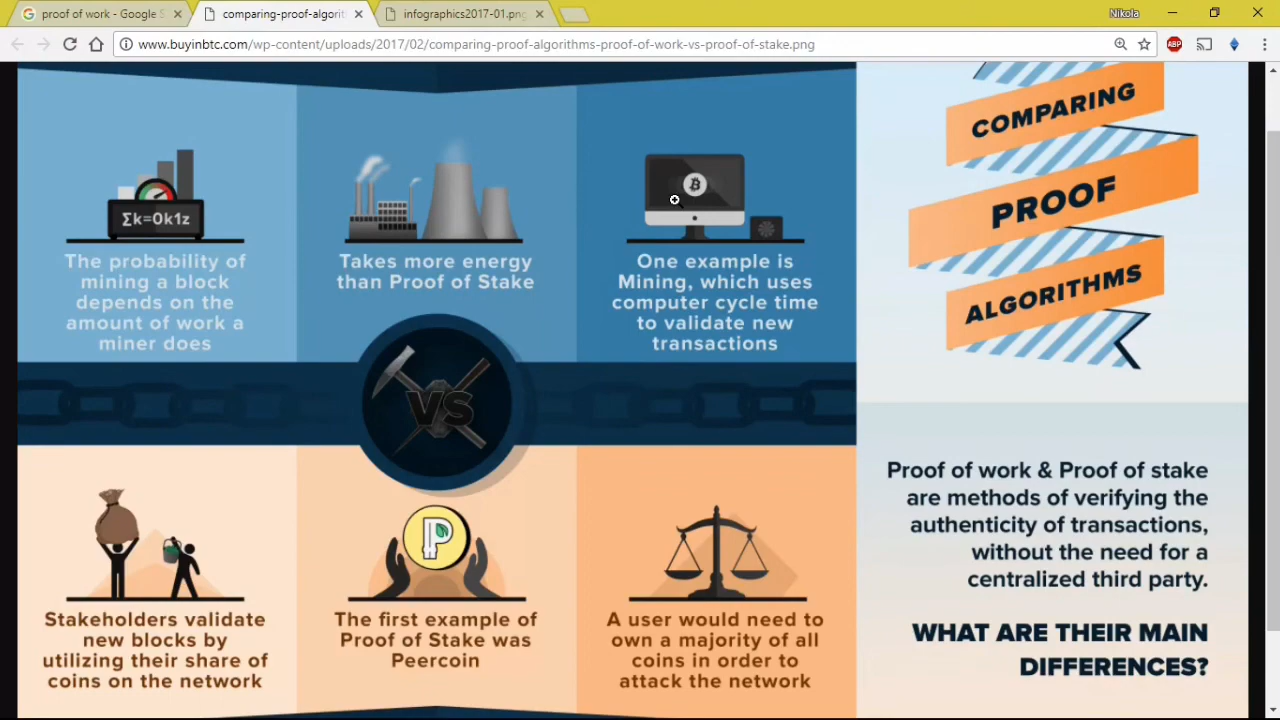 proof of work - Google S
comparing-proof-algorit
infographics2017-01.png
Nikola
www.buyinbtc.com/wp-content/uploads/2017/02/comparing-proof-algorithms-proof-of-work-vs-proof-of-stake.png
ABP
Σk=0k1z
The probability of
mining a block
depends on the
amount of work a
miner does
Takes more energy
than Proof of Stake
One example is
Mining, which uses
computer cycle time
to validate new
transactions
COMPARING
PROOF
ALGORITHMS
VS
Stakeholders validate
new blocks by
utilizing their share of
coins on the network
P
The first example of
Proof of Stake was
Peercoin
A user would need to
own a majority of all
coins in order to
attack the network
Proof of work & Proof of stake
are methods of verifying the
authenticity of transactions,
without the need for a
centralized third party.
WHAT ARE THEIR MAIN
DIFFERENCES?